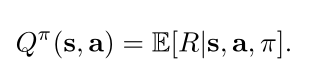 Q^π(s, a) = 𝔼[R|s, a, π].